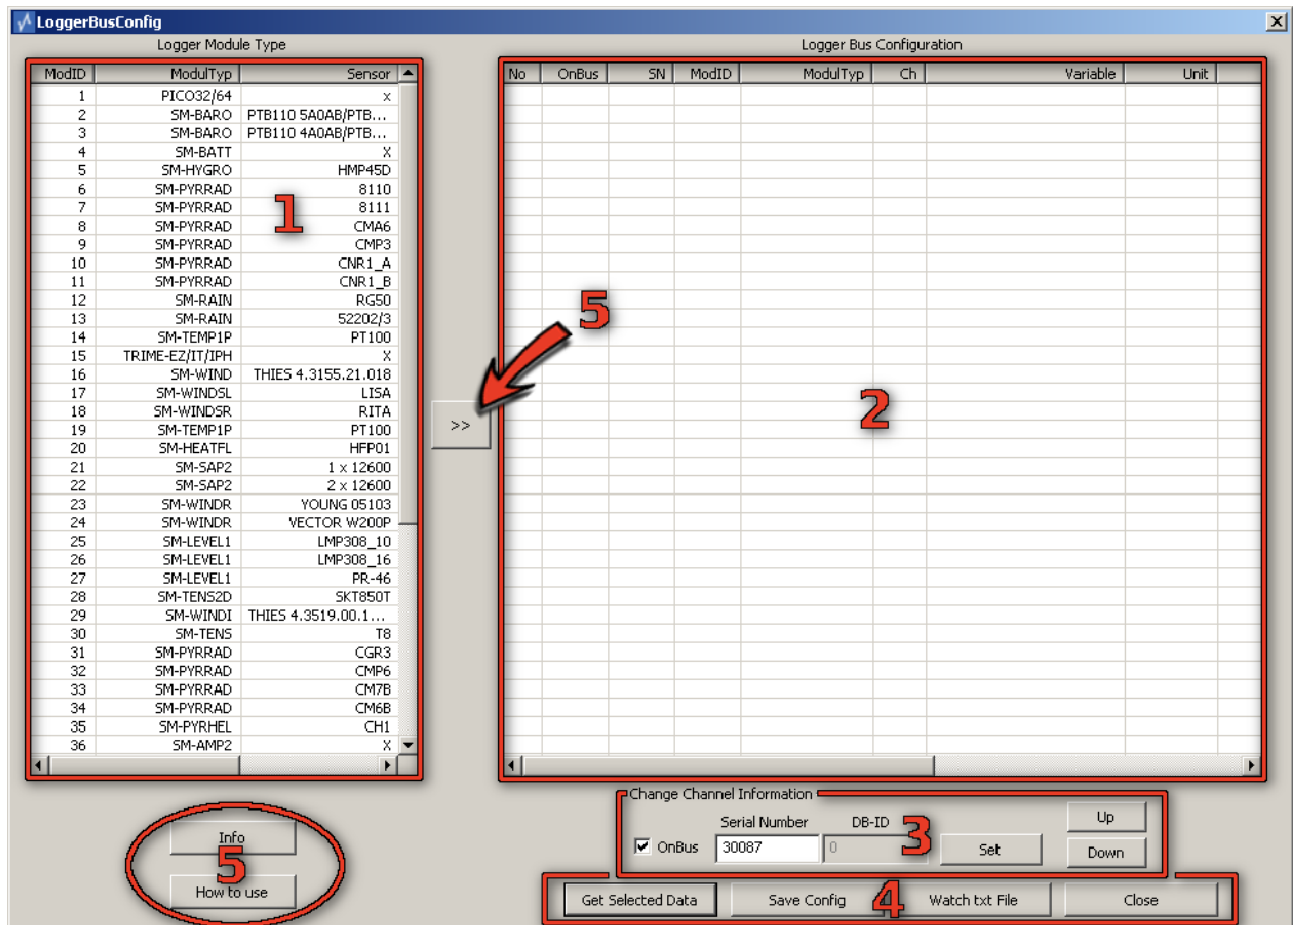 LoggerBusConfig
Logger Module Type
Logger Bus Configuration
ModID ModulTyp Sensor
1 PICO32/64 x
2 SM-BARO PTB110 5A0AB/PTB...
3 SM-BARO PTB110 4A0AB/PTB...
4 SM-BATT X
5 SM-HYGRO HMP45D
6 SM-PYRRAD 8110
7 SM-PYRRAD 8111
8 SM-PYRRAD CMA6
9 SM-PYRRAD CMP3
10 SM-PYRRAD CNR1_A
11 SM-PYRRAD CNR1_B
12 SM-RAIN RG50
13 SM-RAIN 52202/3
14 SM-TEMP1P PT100
15 TRIME-EZ/IT/IPH X
16 SM-WIND THIES 4.3155.21.018
17 SM-WINDSL LISA
18 SM-WINDSR RITA
19 SM-TEMP1P PT100
20 SM-HEATFL HFP01
21 SM-SAP2 1 x 12600
22 SM-SAP2 2 x 12600
23 SM-WINDR YOUNG 05103
24 SM-WINDR VECTOR W200P
25 SM-LEVEL1 LMP308_10
26 SM-LEVEL1 LMP308_16
27 SM-LEVEL1 PR-46
28 SM-TENS2D SKT850T
29 SM-WINDI THIES 4.3519.00.1...
30 SM-TENS T8
31 SM-PYRRAD CGR3
32 SM-PYRRAD CMP6
33 SM-PYRRAD CM7B
34 SM-PYRRAD CM6B
35 SM-PYRHEL CH1
36 SM-AMP2 X
1
>>
5
No OnBus SN ModID ModulTyp Ch Variable Unit
2
Info
5
How to use
Change Channel Information
Serial Number DB-ID
OnBus 30087 0 3 Set
Up
Down
Get Selected Data Save Config 4 Watch txt File Close